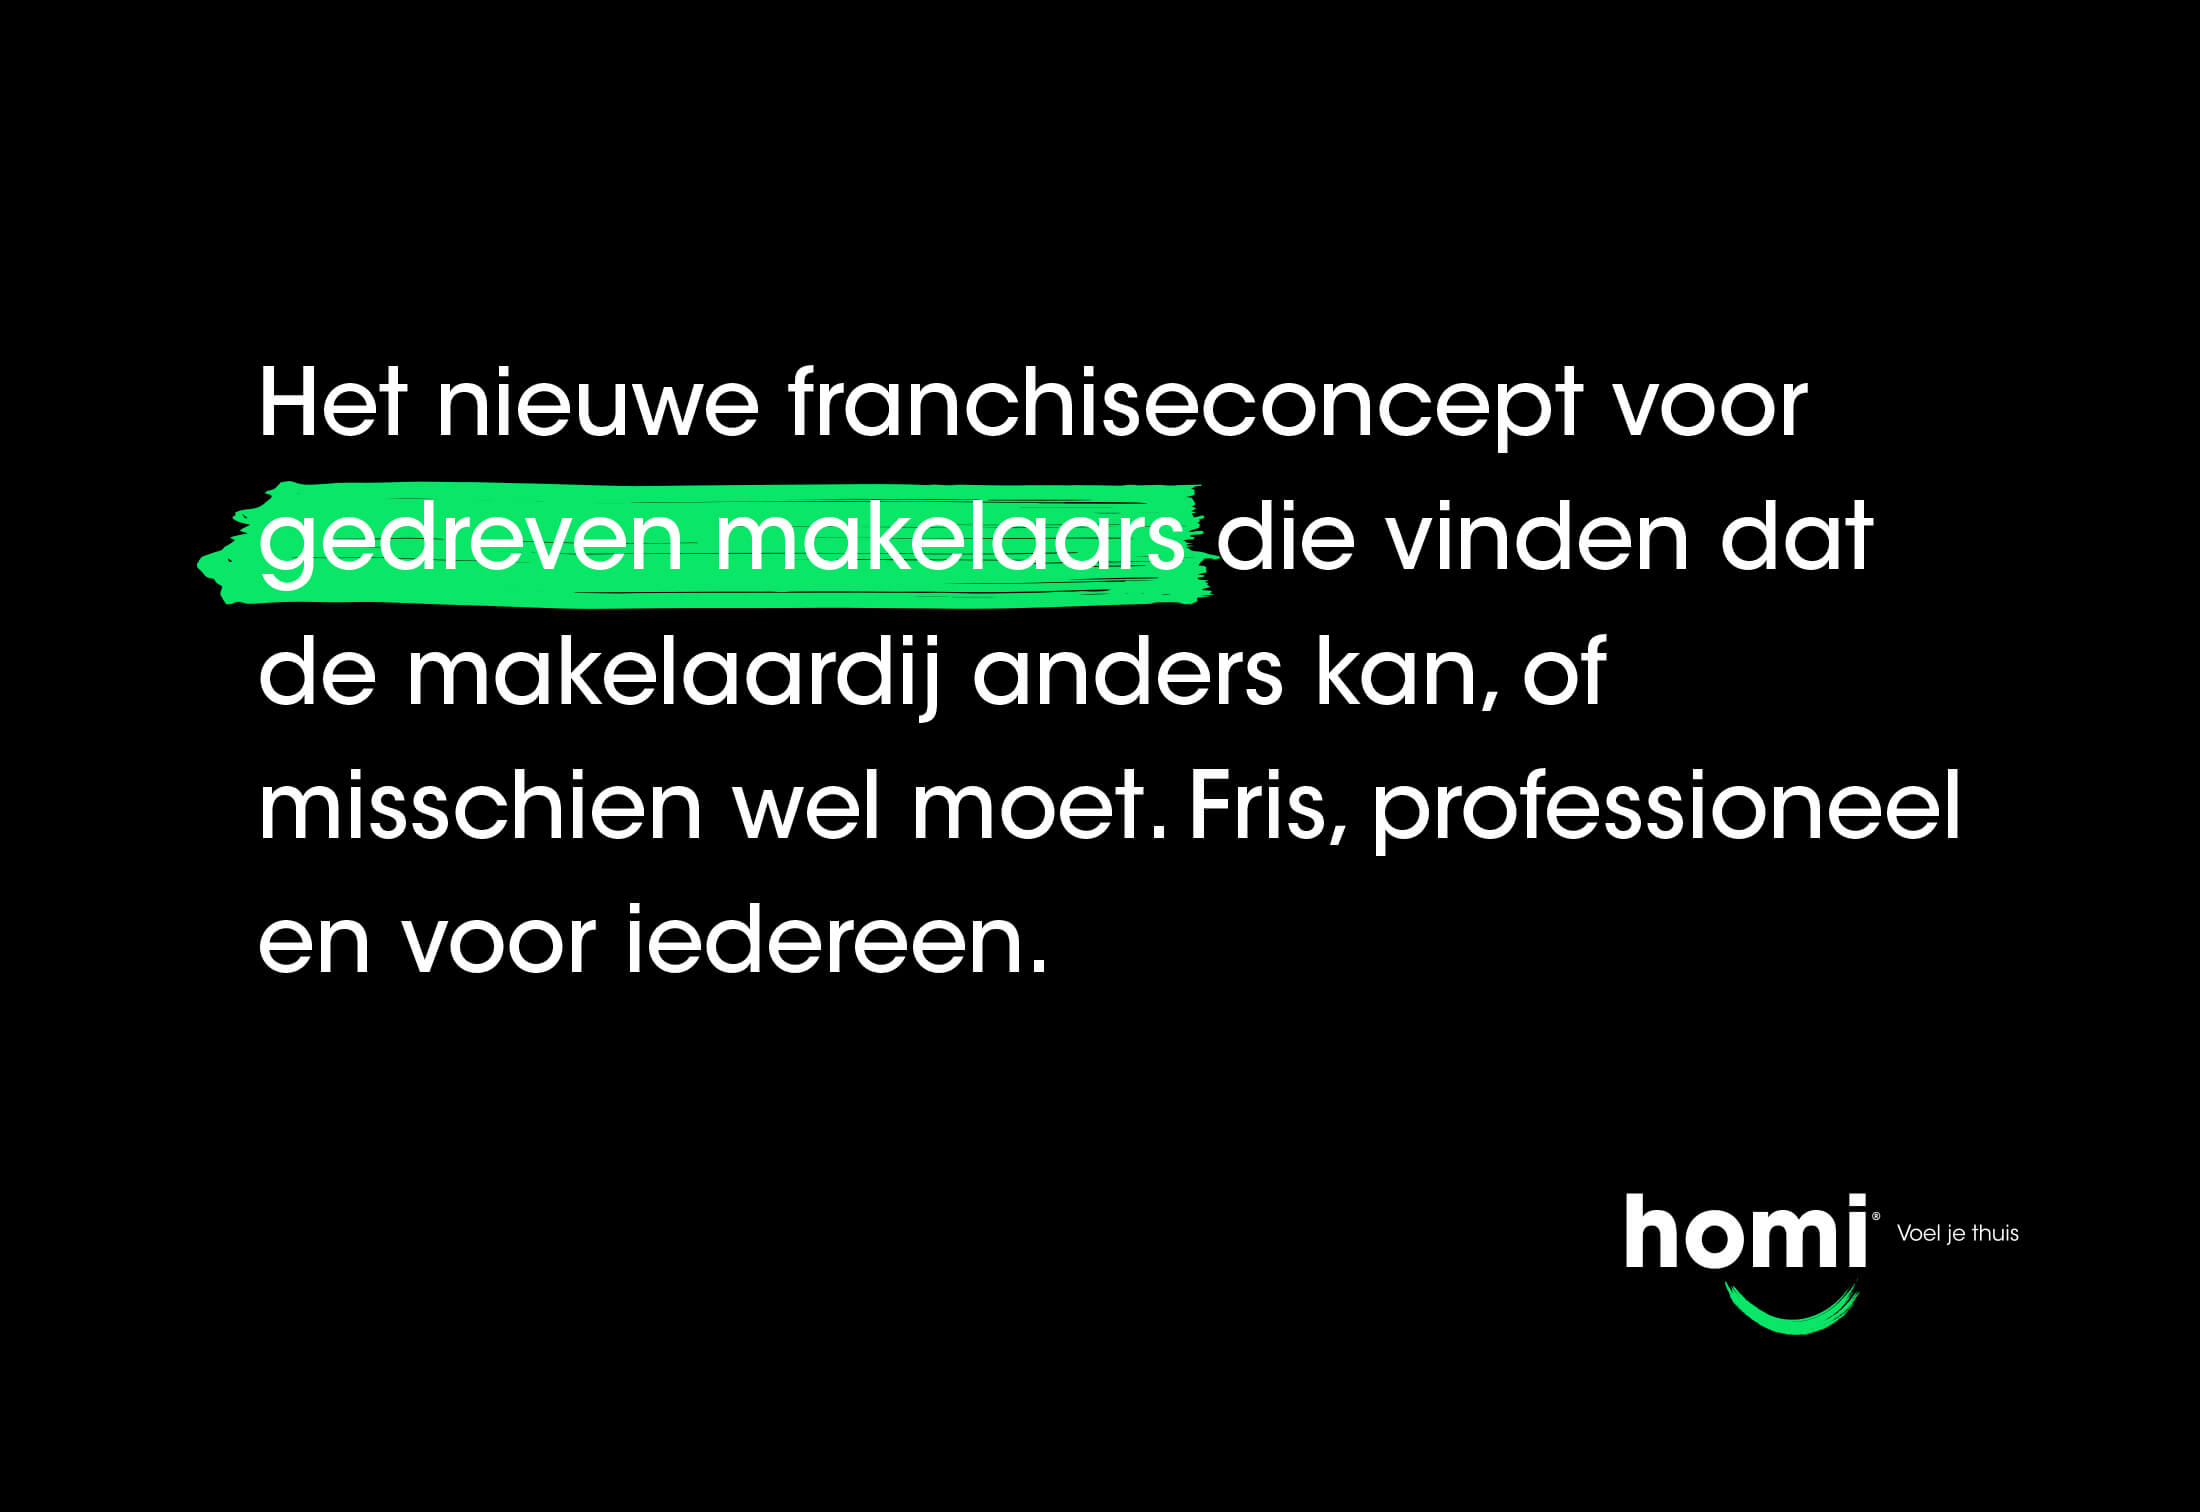 Het nieuwe franchiseconcept voor
gedreven makelaars die vinden dat
de makelaardij anders kan, of
misschien wel moet. Fris, professioneel
en voor iedereen.
homi® Voel je thuis